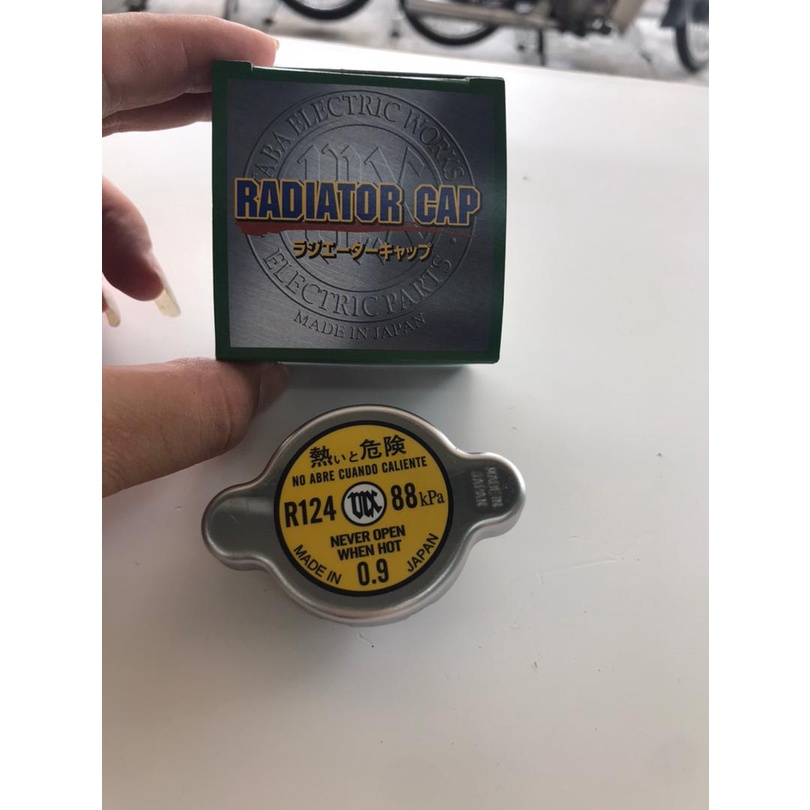 ABA ELECTRIC WORKS
RADIATOR CAP
ラジエーターキャップ
ELECTRIC PARTS
MADE IN JAPAN
熱いと危険
NO ABRE CUANDO CALIENTE
R124 88kPa
NEVER OPEN
WHEN HOT
MADE IN 0.9 JAPAN
MADE IN
JAPAN